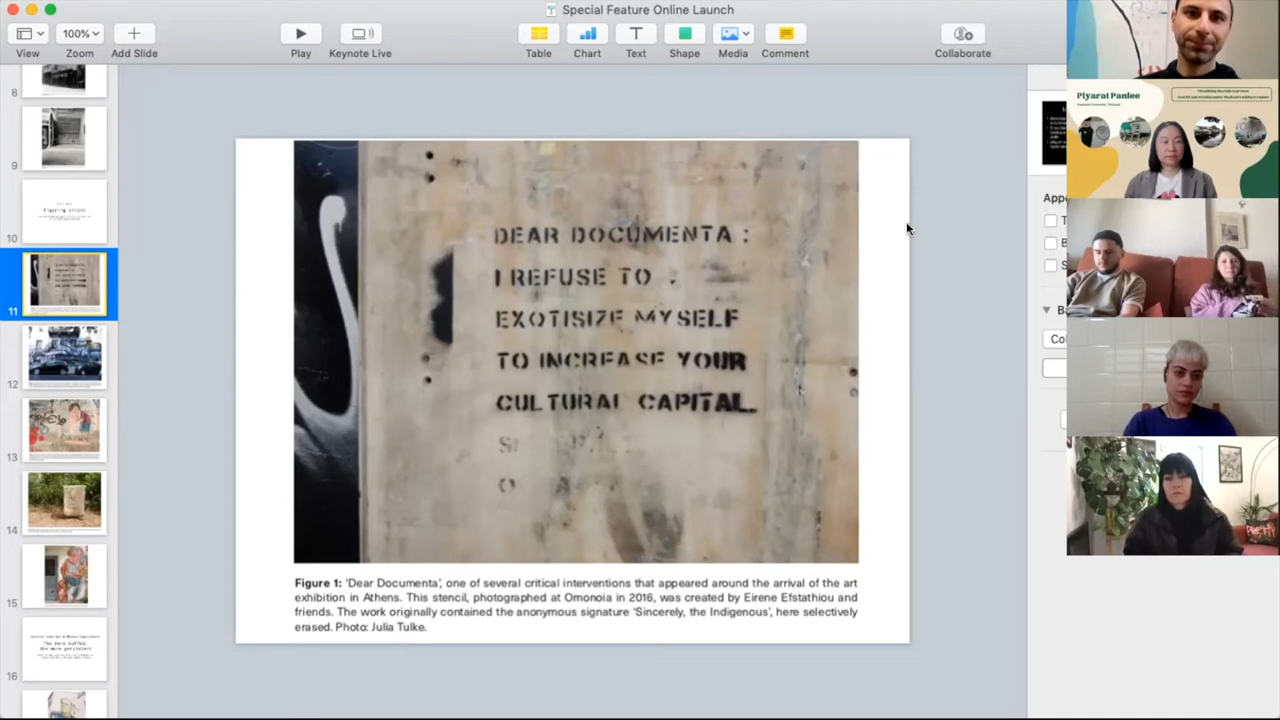 Special Feature Online Launch
View
100%
Zoom
Add Slide
Play
Keynote Live
Table
Chart
Text
Shape
Media
Comment
Collaborate
8
9
10
11
12
13
14
15
16
DEAR DOCUMENTA :
I REFUSE TO
EXOTISIZE MYSELF
TO INCREASE YOUR
CULTURAL CAPITAL.
Figure 1: 'Dear Documenta', one of several critical interventions that appeared around the arrival of the art
exhibition in Athens. This stencil, photographed at Omonoia in 2016, was created by Eirene Efstathiou and
friends. The work originally contained the anonymous signature 'Sincerely, the Indigenous', here selectively
erased. Photo: Julia Tulke.
Piyarat Panlee